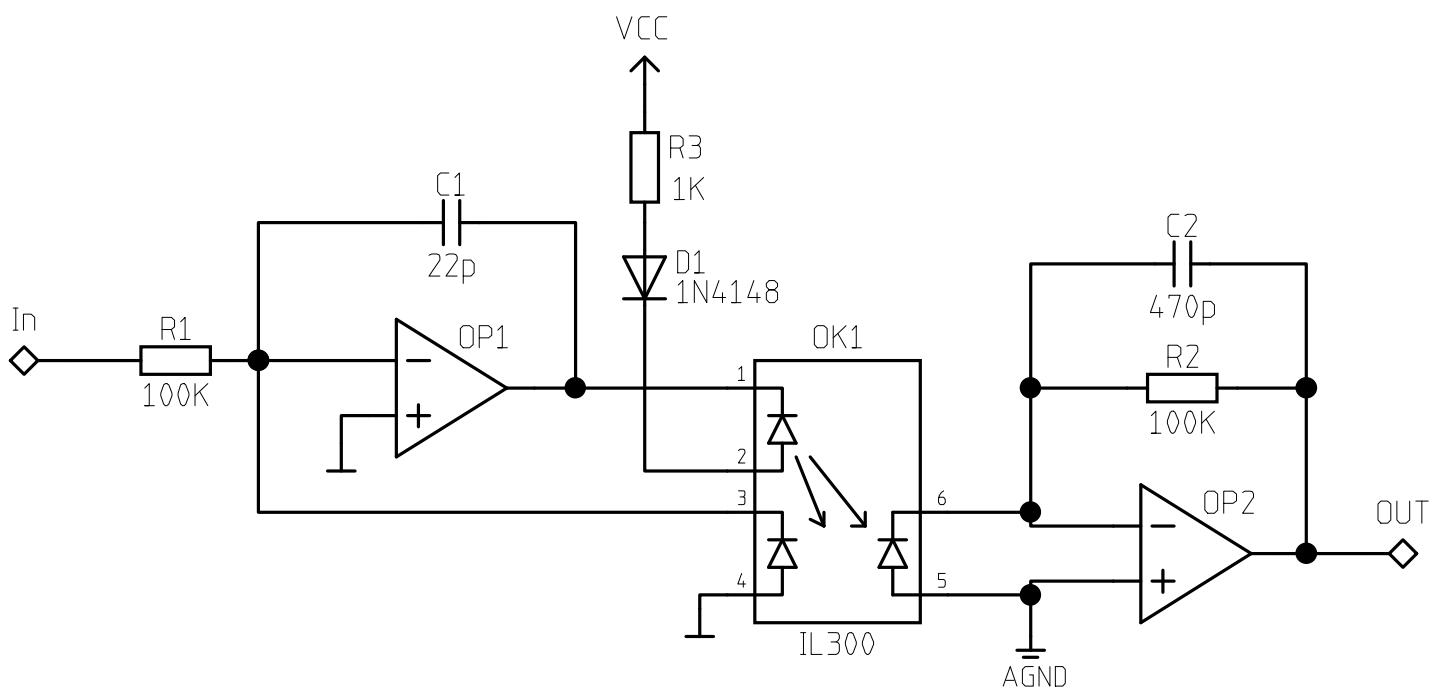 VCC
R3
1K
C1
22p
D1
1N4148
In
R1
100K
OP1
OK1
1
2
3
4
6
5
IL300
C2
470p
R2
100K
OP2
OUT
AGND